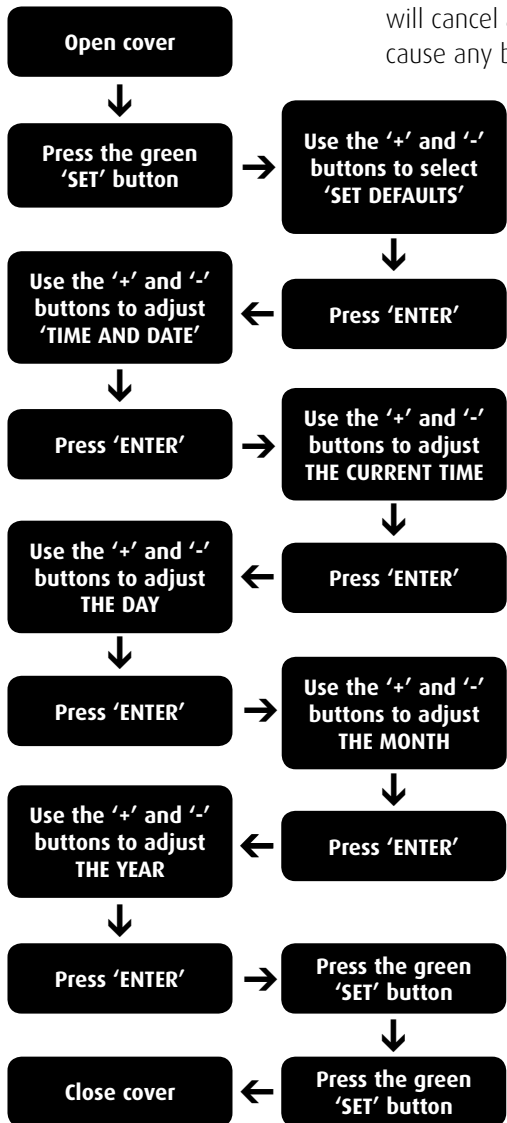 will cancel
cause any b
Open cover
Press the green
‘SET’ button
Use the ‘+’ and ‘-’
buttons to select
‘SET DEFAULTS’
Press ‘ENTER’
Use the ‘+’ and ‘-’
buttons to adjust
‘TIME AND DATE’
Press ‘ENTER’
Use the ‘+’ and ‘-’
buttons to adjust
THE CURRENT TIME
Press ‘ENTER’
Use the ‘+’ and ‘-’
buttons to adjust
THE DAY
Press ‘ENTER’
Use the ‘+’ and ‘-’
buttons to adjust
THE MONTH
Press ‘ENTER’
Use the ‘+’ and ‘-’
buttons to adjust
THE YEAR
Press ‘ENTER’
Press the green
‘SET’ button
Press the green
‘SET’ button
Close cover